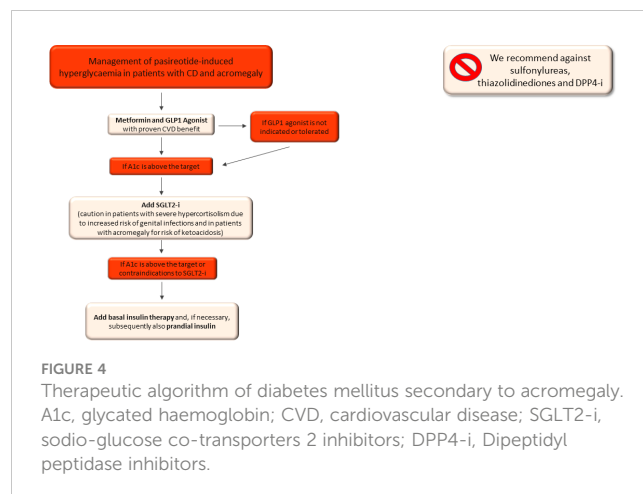 Management of pasireotide-induced
hyperglycaemia in patients with CD and acromegaly
We recommend against
sulfonylureas,
thiazolidinediones and DPP4-i
Metformin and GLP1 Agonist
with proven CVD benefit
If GLP1 agonist is not
indicated or tolerated
If A1c is above the target
Add SGLT2-i
(caution in patients with severe hypercortisolism due
to increased risk of genital infections and in patients
with acromegaly for risk of ketoacidosis)
If A1c is above the target or
contraindications to SGLT2-i
Add basal insulin therapy and, if necessary,
subsequently also prandial insulin
FIGURE 4
Therapeutic algorithm of diabetes mellitus secondary to acromegaly.
A1c, glycated haemoglobin; CVD, cardiovascular disease; SGLT2-i,
sodio-glucose co-transporters 2 inhibitors; DPP4-i, Dipeptidyl
peptidase inhibitors.